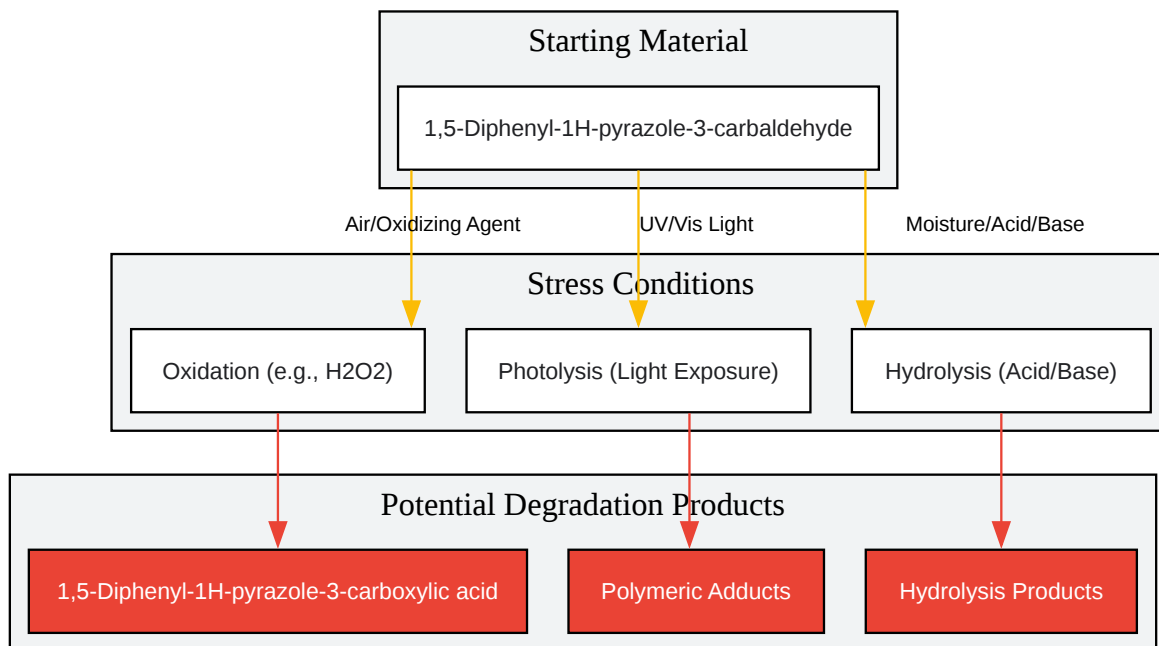 Starting Material
1,5-Diphenyl-1H-pyrazole-3-carbaldehyde
Air/Oxidizing Agent
UV/Vis Light
Moisture/Acid/Base
Stress Conditions
Oxidation (e.g., H2O2)
Photolysis (Light Exposure)
Hydrolysis (Acid/Base)
Potential Degradation Products
1,5-Diphenyl-1H-pyrazole-3-carboxylic acid
Polymeric Adducts
Hydrolysis Products